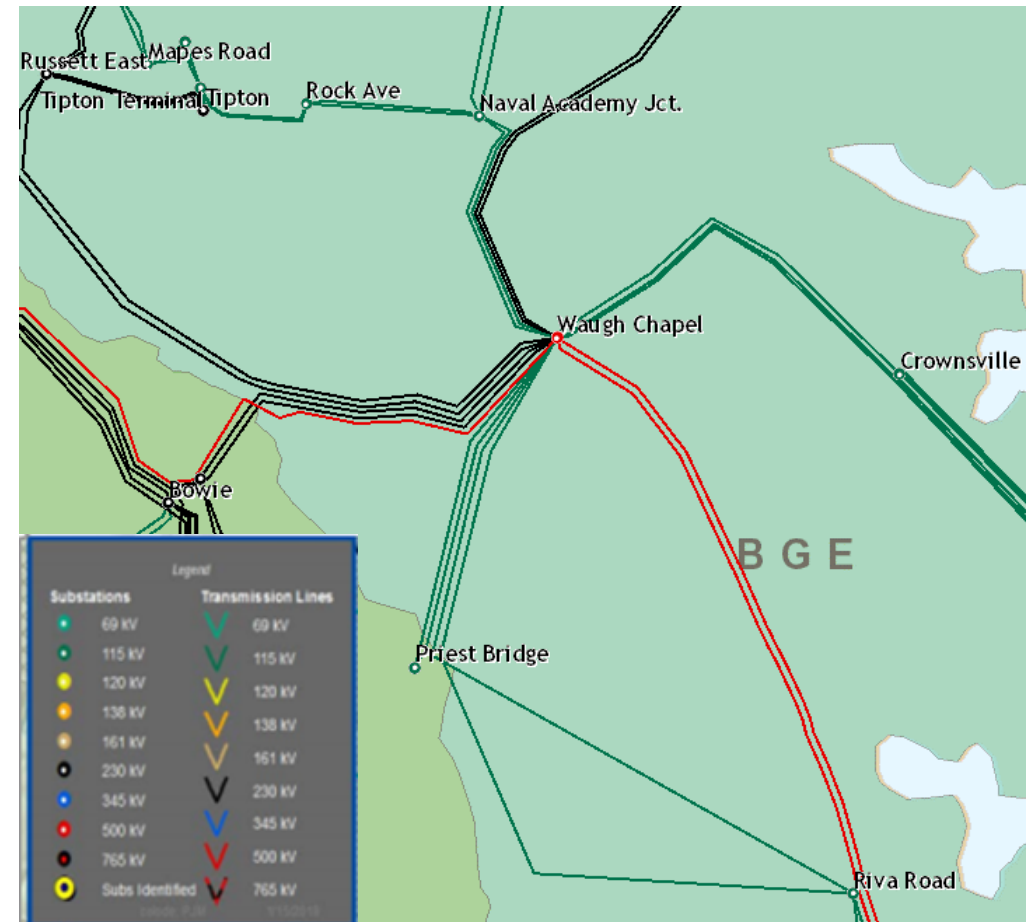 Mapes Road
Russett East
Tipton Terminal
Tipton
Rock Ave
Naval Academy Jct.
Waugh Chapel
Crownsville
Bowie
B G E
Priest Bridge
Riva Road
Legend
Substations
Transmission Lines
69 kV
69 kV
115 kV
115 kV
120 kV
120 kV
138 kV
138 kV
161 kV
161 kV
230 kV
230 kV
345 kV
345 kV
500 kV
500 kV
765 kV
765 kV
Subs Identified